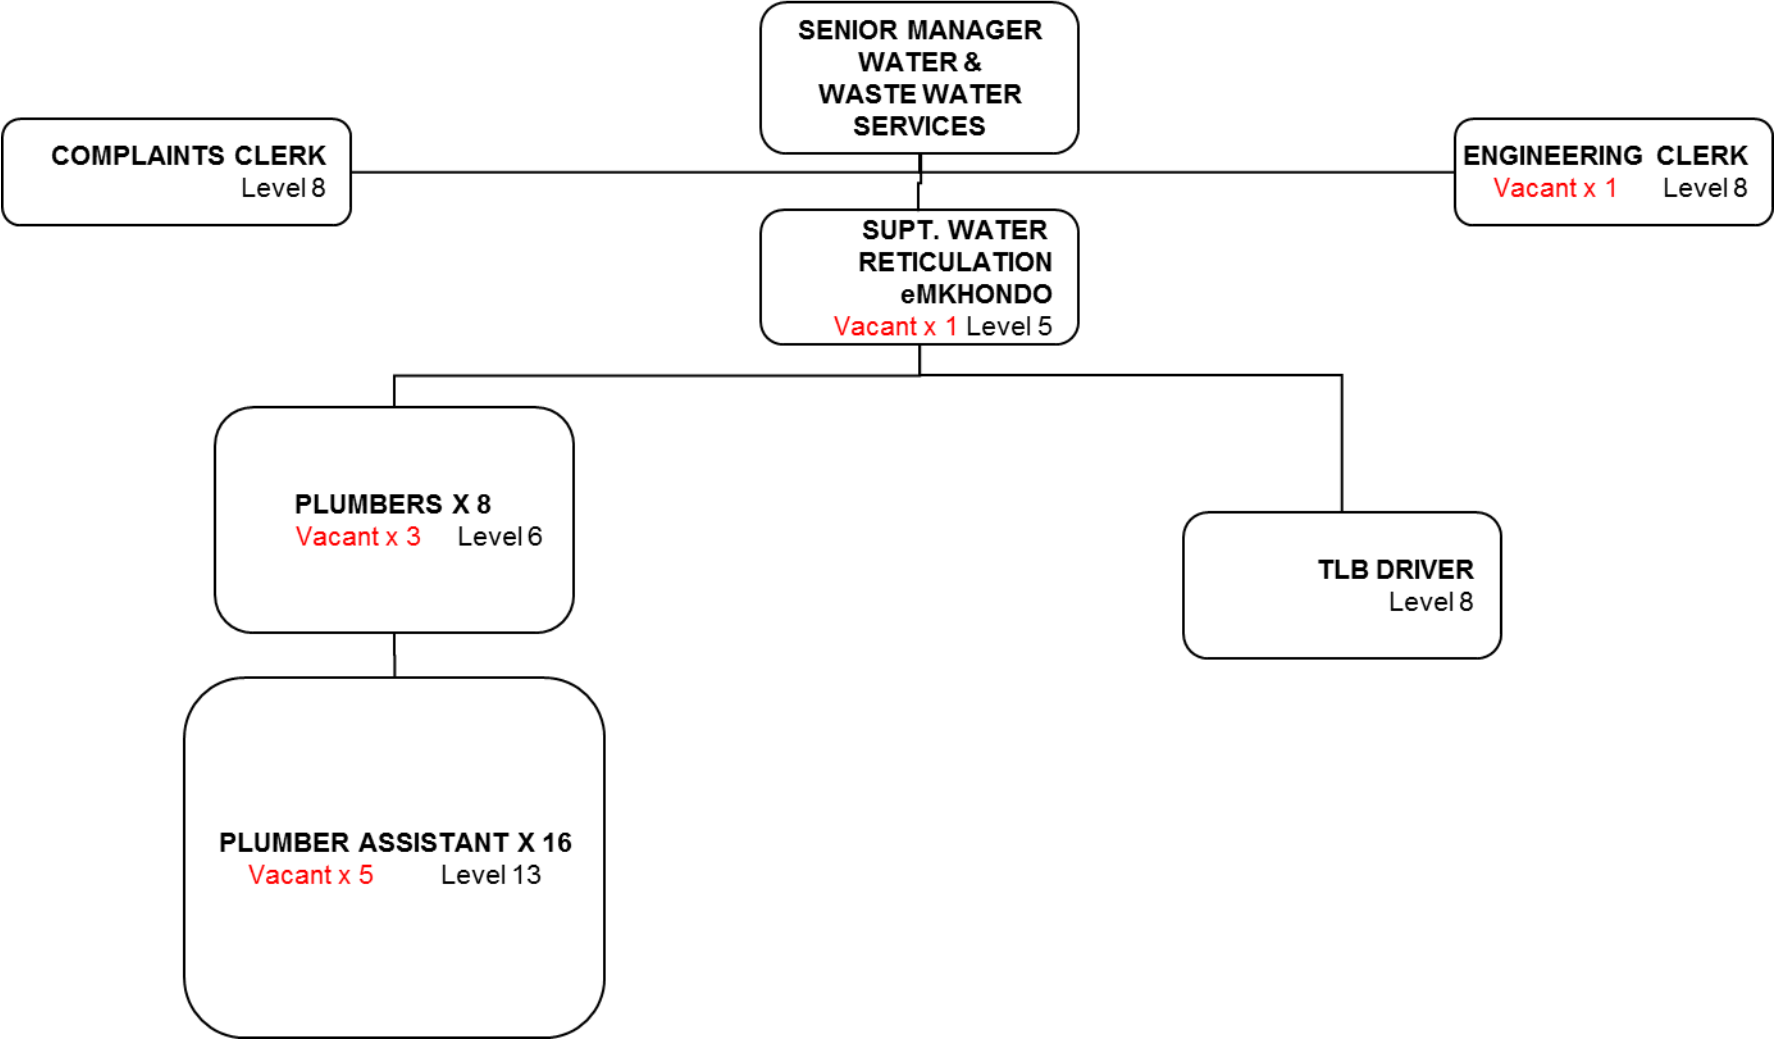 SENIOR MANAGER
WATER &
WASTE WATER
SERVICES
COMPLAINTS CLERK
Level 8
ENGINEERING CLERK
Vacant x 1 Level 8
SUPT. WATER
RETICULATION
eMKHONDO
Vacant x 1 Level 5
PLUMBERS X 8
Vacant x 3 Level 6
TLB DRIVER
Level 8
PLUMBER ASSISTANT X 16
Vacant x 5 Level 13